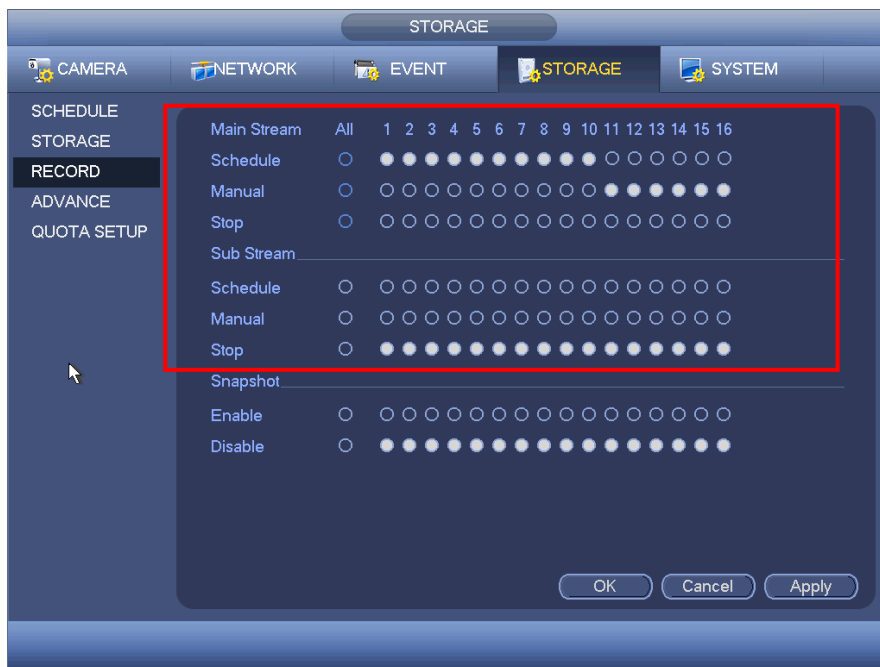 STORAGE
CAMERA NETWORK EVENT STORAGE SYSTEM
SCHEDULE
STORAGE
RECORD
ADVANCE
QUOTA SETUP
Main Stream All 1 2 3 4 5 6 7 8 9 10 11 12 13 14 15 16
Schedule
Manual
Stop
Sub Stream
Schedule
Manual
Stop
Snapshot
Enable
Disable
OK Cancel Apply